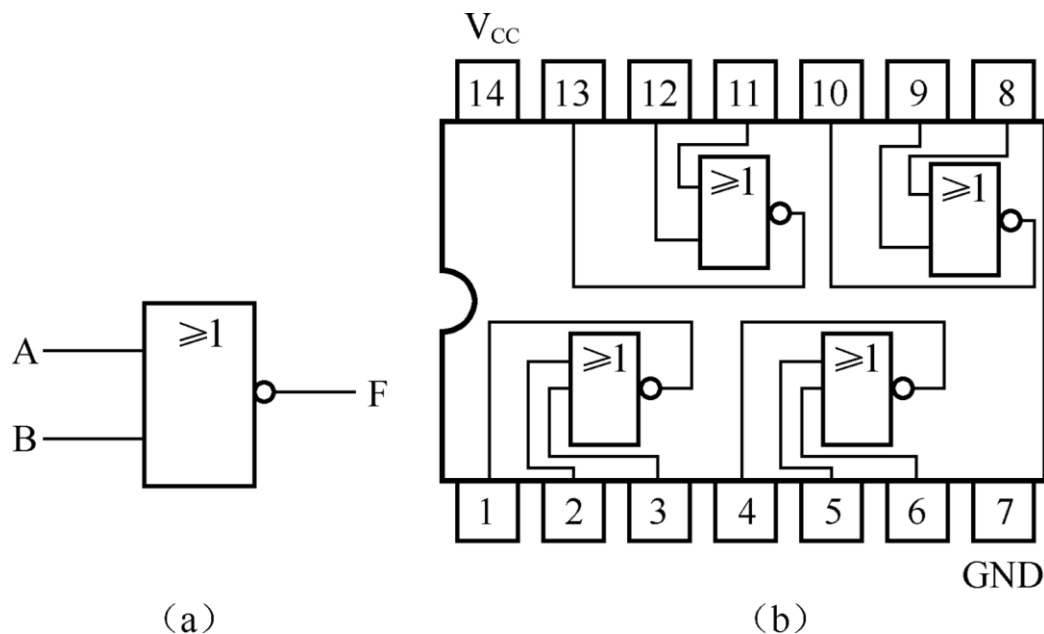 V_CC
14 13 12 11 10 9 8
≥1 ≥1
≥1
A
F
B
≥1 ≥1
1 2 3 4 5 6 7
GND
（a） （b）